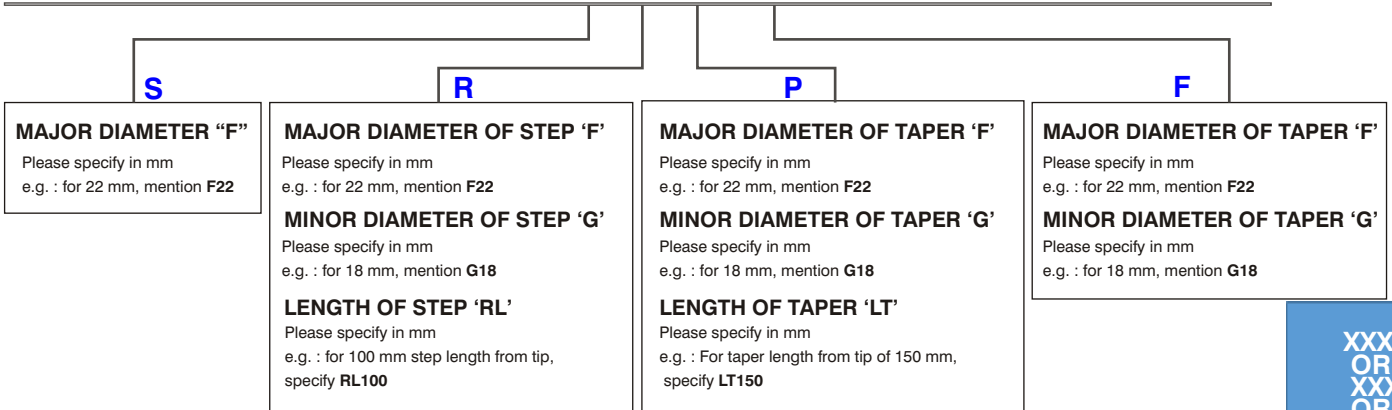 S
MAJOR DIAMETER “F”
Please specify in mm
e.g. : for 22 mm, mention F22
R
MAJOR DIAMETER OF STEP ‘F’
Please specify in mm
e.g. : for 22 mm, mention F22
MINOR DIAMETER OF STEP ‘G’
Please specify in mm
e.g. : for 18 mm, mention G18
LENGTH OF STEP ‘RL’
Please specify in mm
e.g. : for 100 mm step length from tip,
specify RL100
P
MAJOR DIAMETER OF TAPER ‘F’
Please specify in mm
e.g. : for 22 mm, mention F22
MINOR DIAMETER OF TAPER ‘G’
Please specify in mm
e.g. : for 18 mm, mention G18
LENGTH OF TAPER ‘LT’
Please specify in mm
e.g. : For taper length from tip of 150 mm,
specify LT150
F
MAJOR DIAMETER OF TAPER ‘F’
Please specify in mm
e.g. : for 22 mm, mention F22
MINOR DIAMETER OF TAPER ‘G’
Please specify in mm
e.g. : for 18 mm, mention G18
XXX
OR
XXX
OR